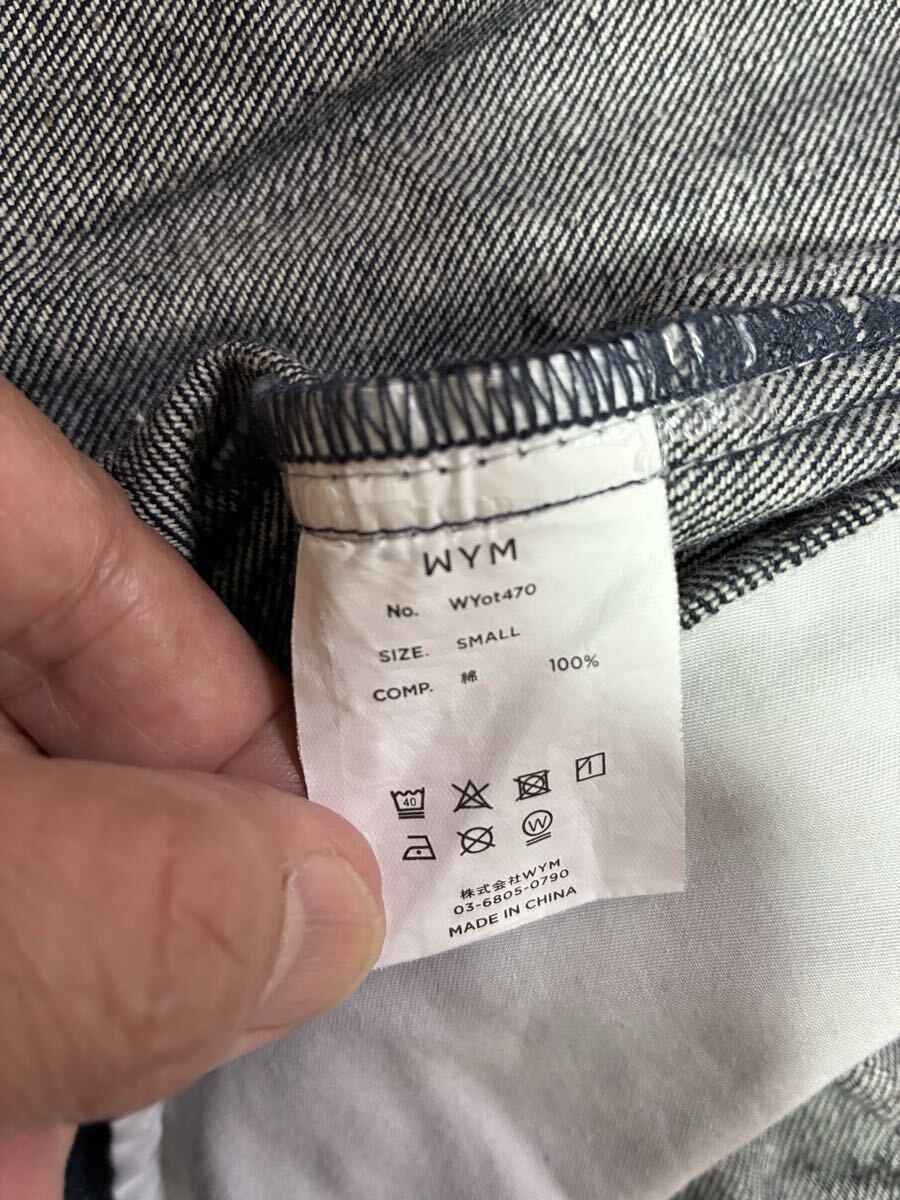 WYM
No. WYot470
SIZE. SMALL
COMP. 綿 100%
40
W
株式会社WYM
03-6805-0790
MADE IN CHINA